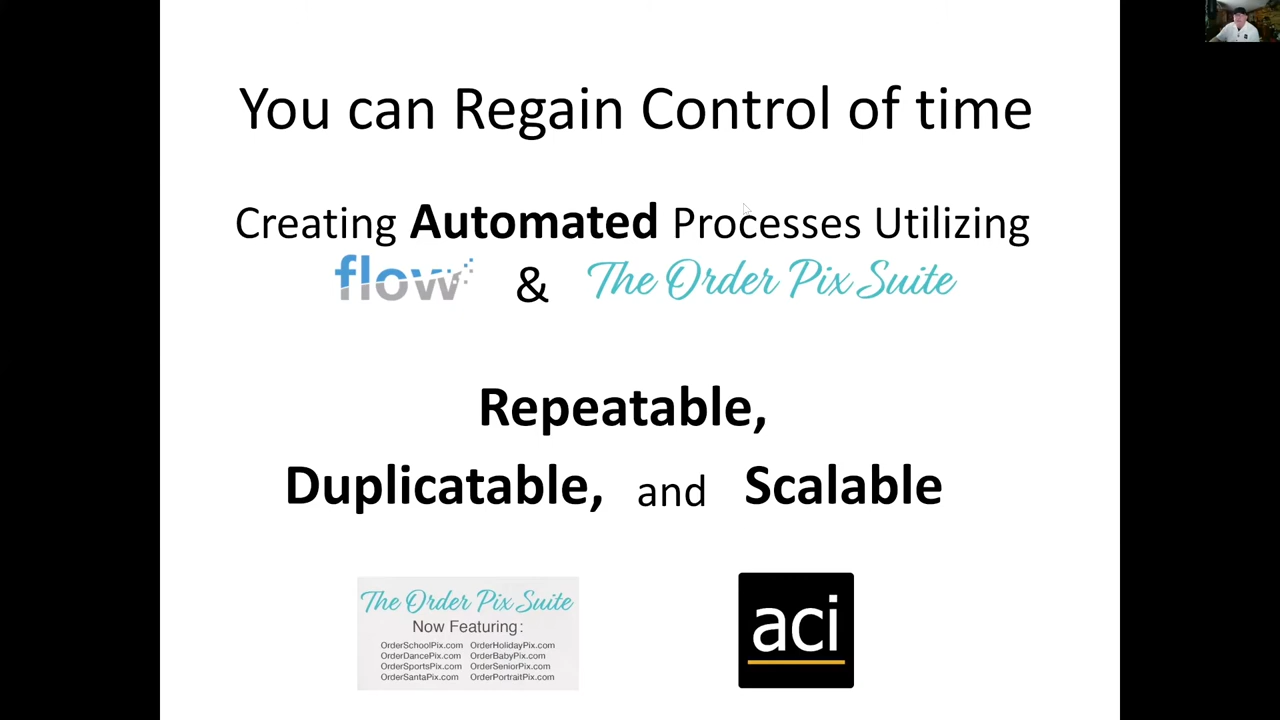 You can Regain Control of time
Creating Automated Processes Utilizing
flow & The Order Pix Suite
Repeatable,
Duplicatable, and Scalable
The Order Pix Suite
Now Featuring:
OrderSchoolPix.com OrderHolidayPix.com
OrderDancePix.com OrderBabyPix.com
OrderSportsPix.com OrderSeniorPix.com
OrderSantaPix.com OrderPortraitPix.com
aci